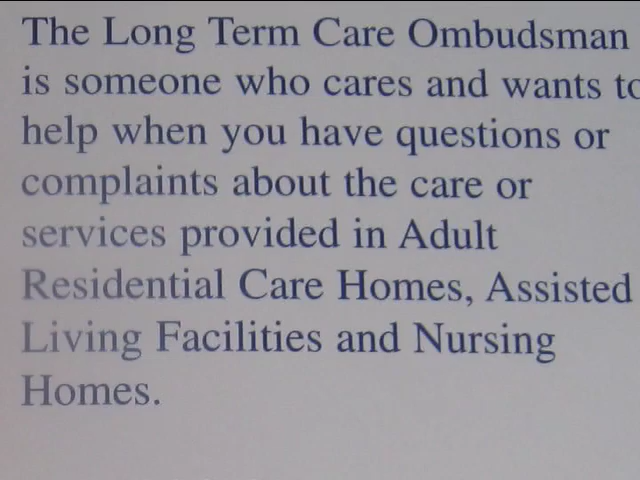 The Long Term Care Ombudsman
is someone who cares and wants to
help when you have questions or
complaints about the care or
services provided in Adult
Residential Care Homes, Assisted
Living Facilities and Nursing
Homes.